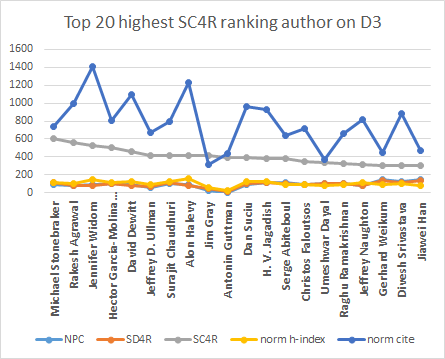 Top 20 highest SC4R ranking author on D3
1600
1400
1200
1000
800
600
400
200
0
Michael Stonebraker
Rakesh Agrawal
Jennifer Widom
Hector Garcia-Molina...
David Dewitt
Jeffrey D. Ullman
Surajit Chaudhuri
Alon Halevy
Jim Gray
Antonin Guttman
Dan Suciu
H. V. Jagadish
Serge Abiteboul
Christos Faloutsos
Umeshwar Dayal
Raghu Ramakrishnan
Jeffrey Naughton
Gerhard Weikum
Divesh Srivastava
Jiawei Han
NPC SD4R SC4R norm h-index norm cite